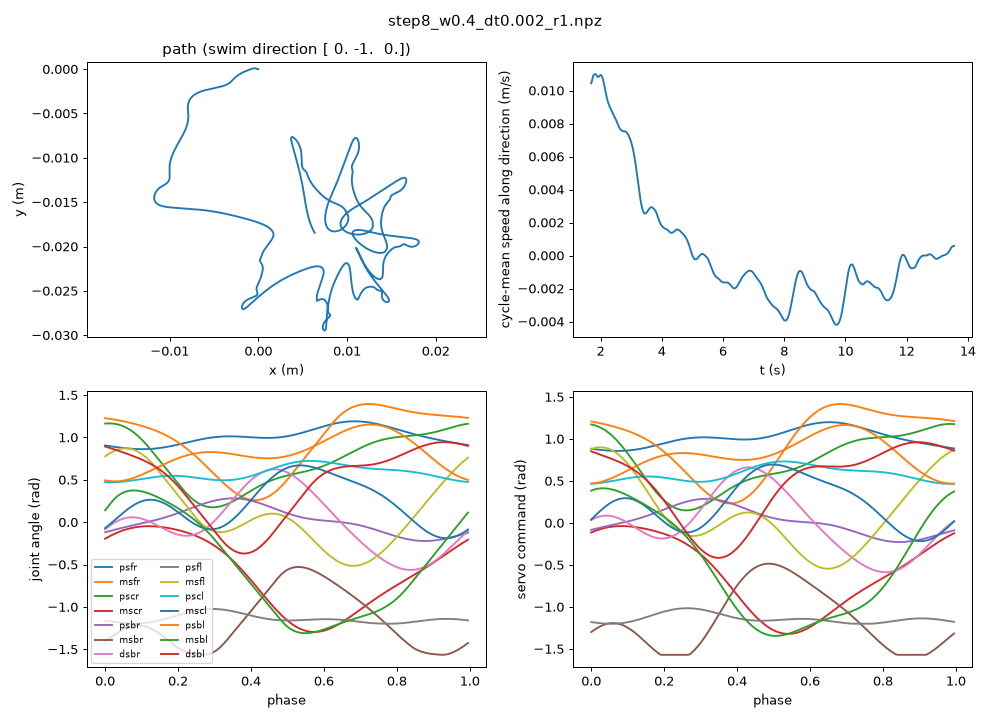 step8_w0.4_dt0.002_r1.npz
path (swim direction [ 0. -1.  0.])
0.000
−0.005
−0.010
−0.015
−0.020
−0.025
−0.030
y (m)
−0.01
0.00
0.01
0.02
x (m)
0.010
0.008
0.006
0.004
0.002
0.000
−0.002
−0.004
cycle-mean speed along direction (m/s)
2
4
6
8
10
12
14
t (s)
1.5
1.0
0.5
0.0
−0.5
−1.0
−1.5
joint angle (rad)
psfr
msfr
pscr
mscr
psbr
msbr
dsbr
psfl
msfl
pscl
mscl
psbl
msbl
dsbl
0.0
0.2
0.4
0.6
0.8
1.0
phase
1.5
1.0
0.5
0.0
−0.5
−1.0
−1.5
servo command (rad)
0.0
0.2
0.4
0.6
0.8
1.0
phase